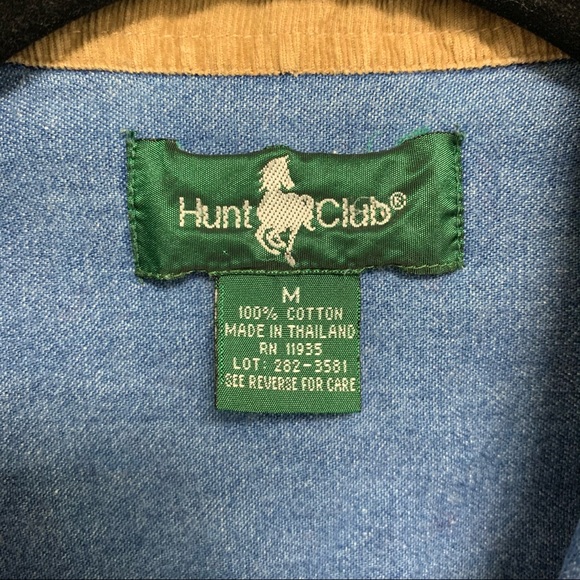 Hunt Club®
M
100% COTTON
MADE IN THAILAND
RN 11935
LOT: 282-3581
SEE REVERSE FOR CARE